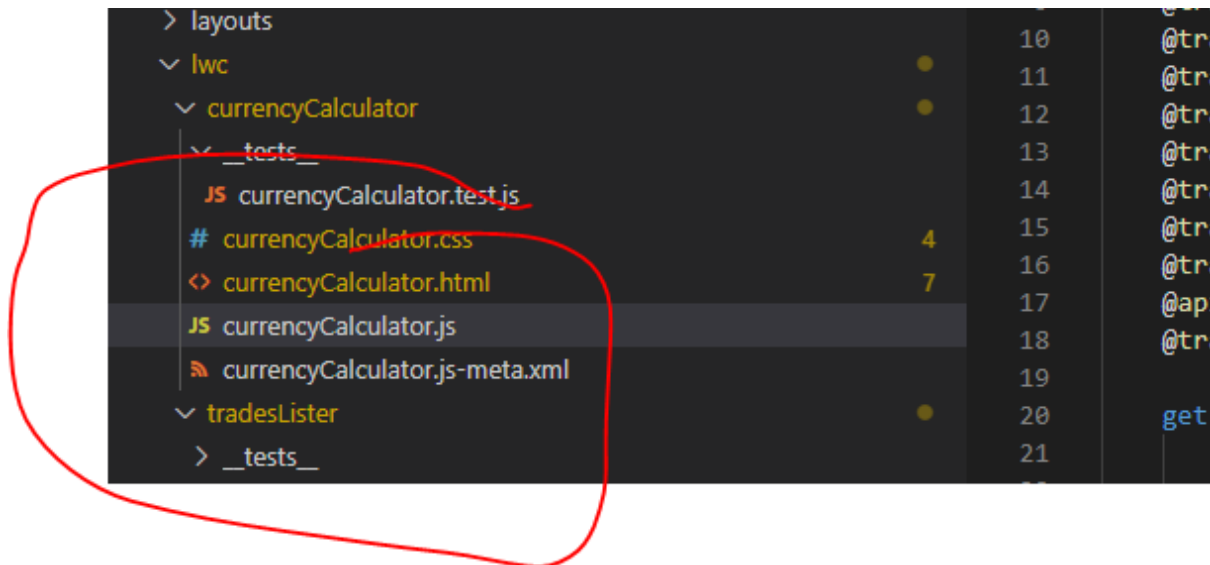 layouts
lwc
currencyCalculator
__tests__
JS currencyCalculator.test.js
# currencyCalculator.css 4
<> currencyCalculator.html 7
JS currencyCalculator.js
currencyCalculator.js-meta.xml
tradesLister
__tests__
10 @tr
11 @tr
12 @tr
13 @tr
14 @tr
15 @tr
16 @tr
17 @ap
18 @tr
19
20 get
21